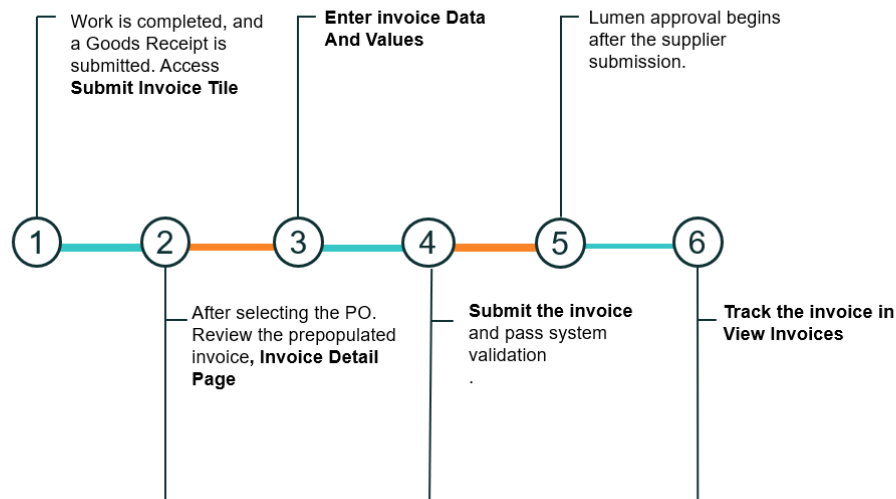 Work is completed, and
a Goods Receipt is
submitted. Access
Submit Invoice Tile
Enter invoice Data
And Values
Lumen approval begins
after the supplier
submission.
1
2
3
4
5
6
After selecting the PO.
Review the prepopulated
invoice, Invoice Detail
Page
Submit the invoice
and pass system
validation
.
Track the invoice in
View Invoices